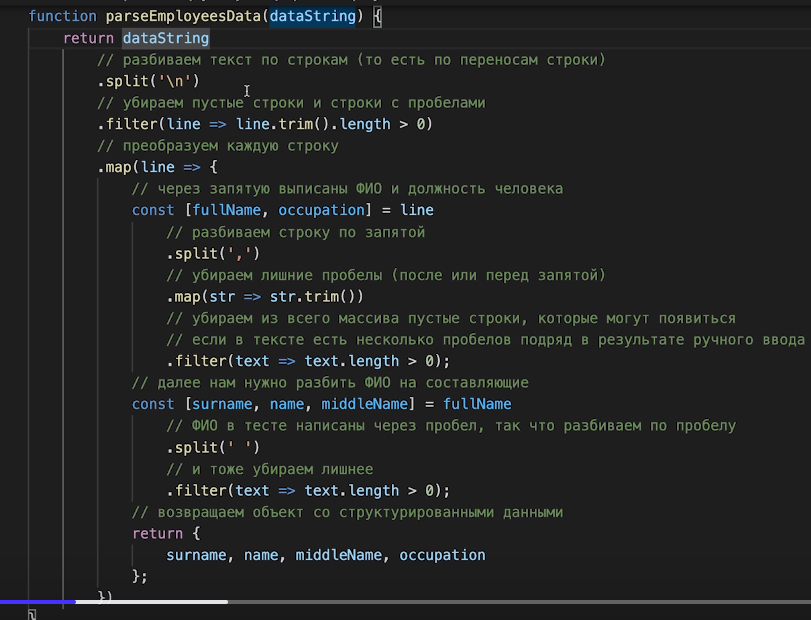 function parseEmployeesData(dataString) {
return dataString
// разбиваем текст по строкам (то есть по переносам строки)
.split('\n')
// убираем пустые строки и строки с пробелами
.filter(line => line.trim().length > 0)
// преобразуем каждую строку
.map(line => {
// через запятую выписаны ФИО и должность человека
const [fullName, occupation] = line
// разбиваем строку по запятой
.split(',')
// убираем лишние пробелы (после или перед запятой)
.map(str => str.trim())
// убираем из всего массива пустые строки, которые могут появиться
// если в тексте есть несколько пробелов подряд в результате ручного ввода
.filter(text => text.length > 0);
// далее нам нужно разбить ФИО на составляющие
const [surname, name, middleName] = fullName
// ФИО в тесте написаны через пробел, так что разбиваем по пробелу
.split(' ')
// и тоже убираем лишнее
.filter(text => text.length > 0);
// возвращаем объект со структурированными данными
return {
surname, name, middleName, occupation
};
})
}